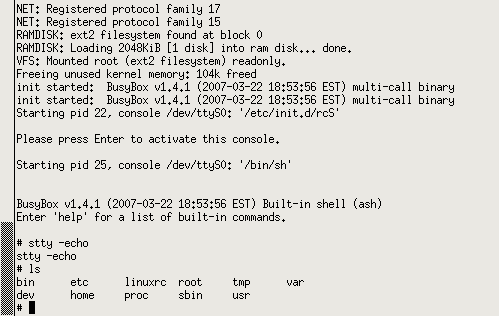 NET: Registered protocol family 17
NET: Registered protocol family 15
RAMDISK: ext2 filesystem found at block 0
RAMDISK: Loading 2048KiB [1 disk] into ram disk... done.
VFS: Mounted root (ext2 filesystem) readonly.
Freeing unused kernel memory: 104k freed
init started:  BusyBox v1.4.1 (2007-03-22 18:53:56 EST) multi-call binary
init started:  BusyBox v1.4.1 (2007-03-22 18:53:56 EST) multi-call binary
Starting pid 22, console /dev/ttyS0: '/etc/init.d/rcS'
Please press Enter to activate this console.
Starting pid 25, console /dev/ttyS0: '/bin/sh'
BusyBox v1.4.1 (2007-03-22 18:53:56 EST) Built-in shell (ash)
Enter 'help' for a list of built-in commands.
# stty -echo
stty -echo
# ls
bin      etc      linuxrc  root     tmp      var
dev      home     proc     sbin     usr
#